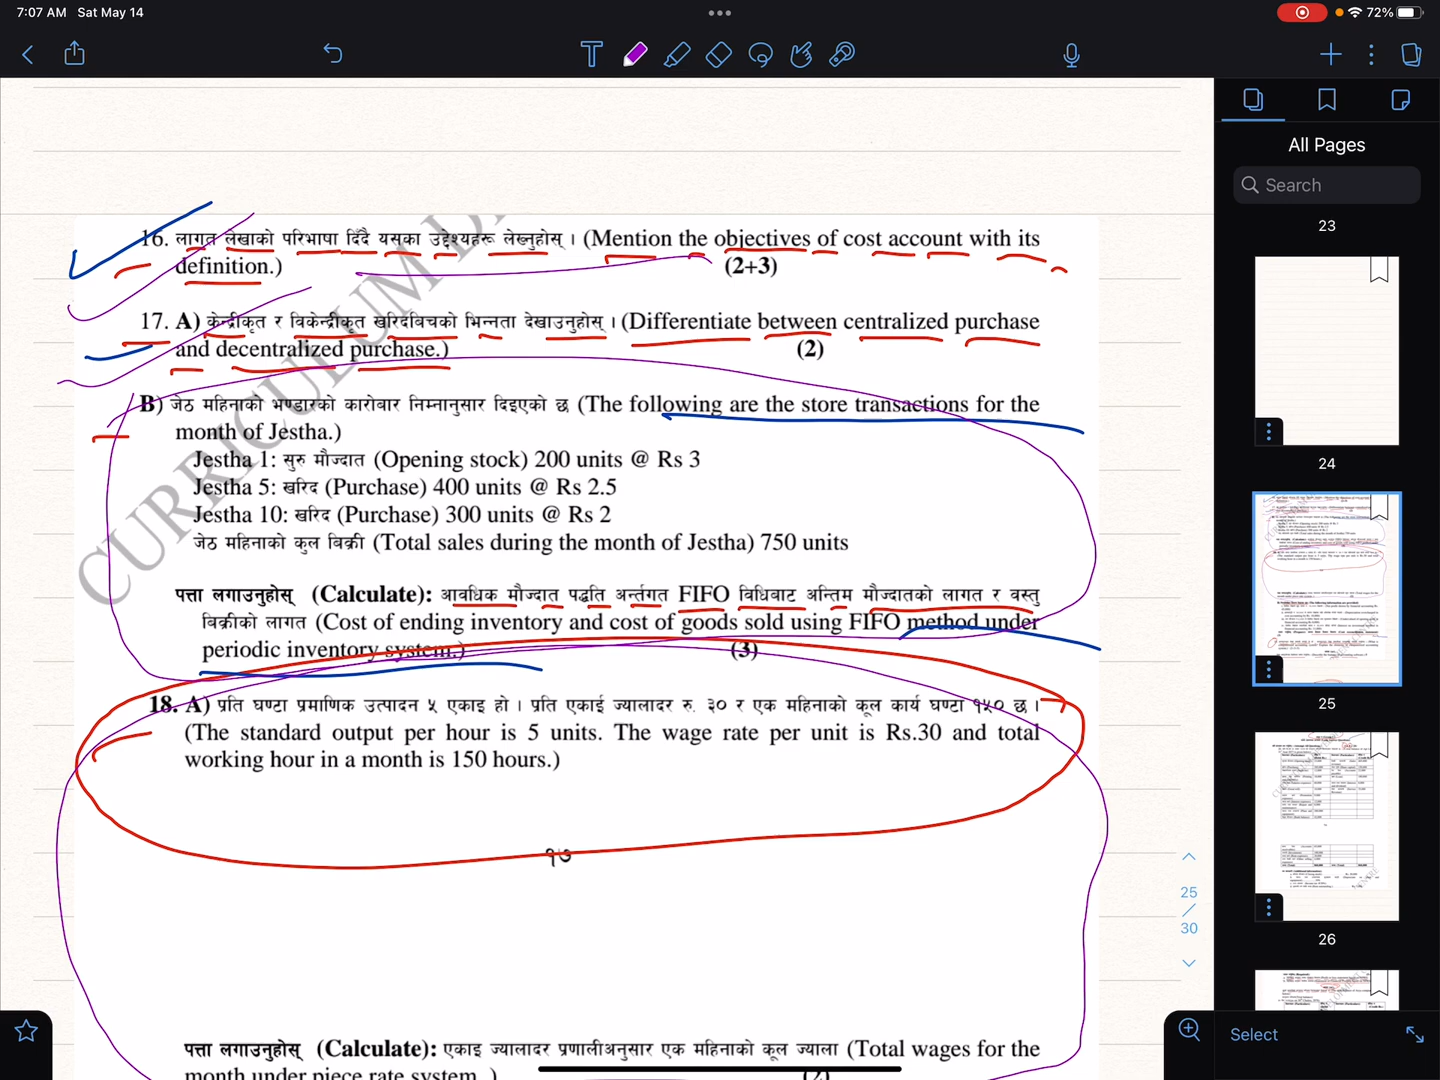 7:07 AM Sat May 14
72%
All Pages
Search
23
24
25
26
16. लागत लेखाको परिभाषा दिँदै यसका उद्देश्यहरू लेख्नुहोस् । (Mention the objectives of cost account with its
definition.) (2+3)
17. A) केन्द्रीकृत र विकेन्द्रीकृत खरिदबिचको भिन्नता देखाउनुहोस् । (Differentiate between centralized purchase
and decentralized purchase.) (2)
B) जेठ महिनाको भण्डारको कारोबार निम्नानुसार दिइएको छ (The following are the store transactions for the
month of Jestha.)
Jestha 1: सुरु मौज्दात (Opening stock) 200 units @ Rs 3
Jestha 5: खरिद (Purchase) 400 units @ Rs 2.5
Jestha 10: खरिद (Purchase) 300 units @ Rs 2
जेठ महिनाको कुल बिक्री (Total sales during the month of Jestha) 750 units
पत्ता लगाउनुहोस् (Calculate): आवधिक मौज्दात पद्धति अर्न्तगत FIFO विधिबाट अन्तिम मौज्दातको लागत र वस्तु
बिक्रीको लागत (Cost of ending inventory and cost of goods sold using FIFO method under
periodic inventory system.) (3)
18. A) प्रति घण्टा प्रमाणिक उत्पादन ५ एकाइ हो । प्रति एकाई ज्यालादर रु. ३० र एक महिनाको कूल कार्य घण्टा १५० छ ।
(The standard output per hour is 5 units. The wage rate per unit is Rs.30 and total
working hour in a month is 150 hours.)
१७
पत्ता लगाउनुहोस् (Calculate): एकाइ ज्यालादर प्रणालीअनुसार एक महिनाको कूल ज्याला (Total wages for the
month under piece rate system. ) (2)
CURRICULUM D
25
/
30
Select